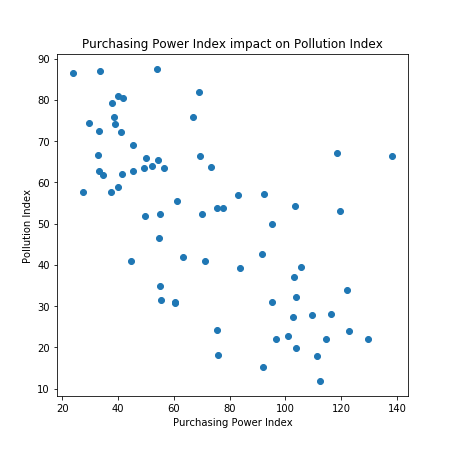 Purchasing Power Index impact on Pollution Index
90
80
70
60
50
40
30
20
10
Pollution Index
20 40 60 80 100 120 140
Purchasing Power Index